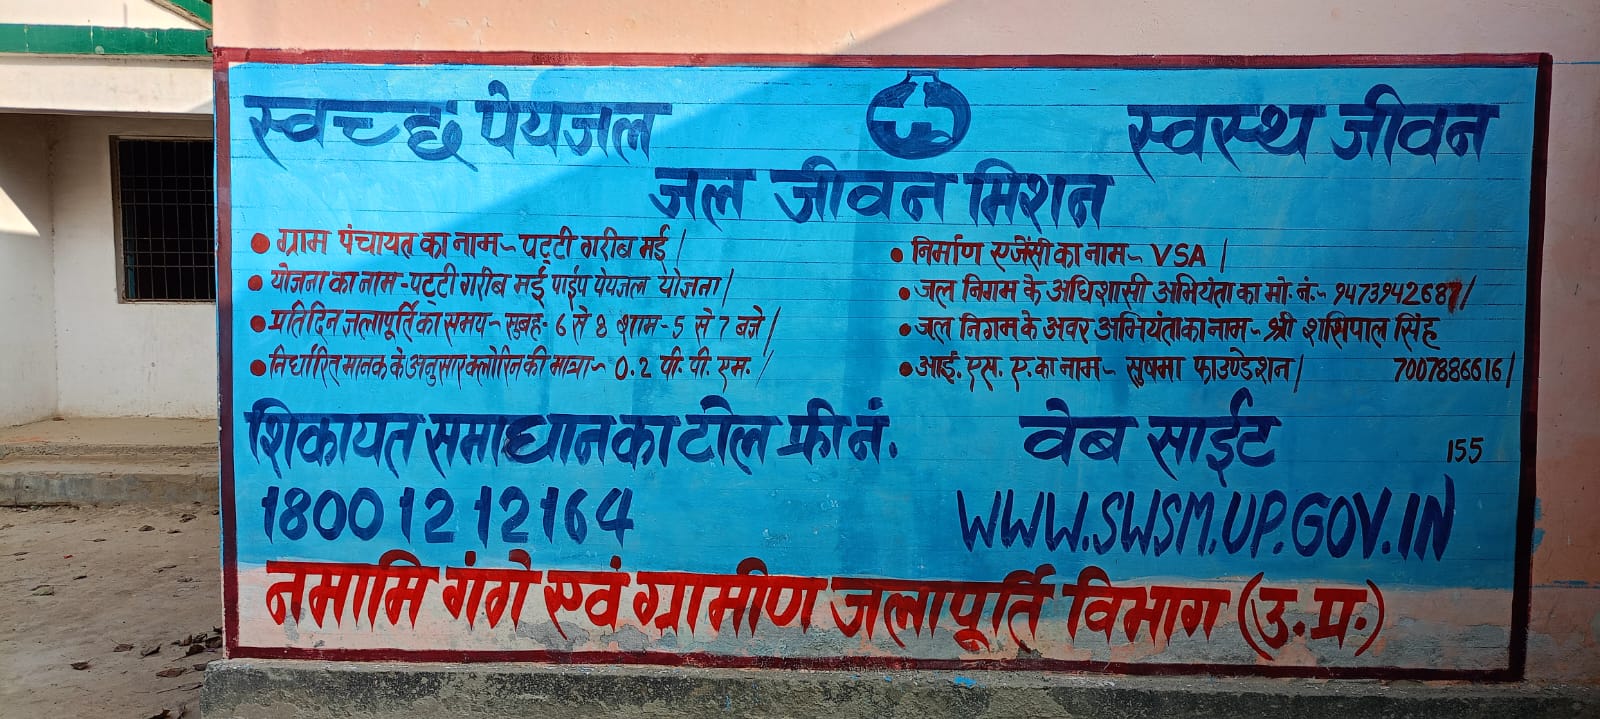 स्वच्छ पेयजल स्वस्थ जीवन
जल जीवन मिशन
• ग्राम पंचायत का नाम- पट्टी गरीब मई।
• योजना का नाम- पट्टी गरीब मई पाईप पेयजल योजना।
• प्रतिदिन जलापूर्ति का समय- सुबह- 6 से 8 शाम- 5 से 7 बजे।
• निर्धारित मानक के अनुसार क्लोरिन की मात्रा- 0.2 पी. पी. एम.।
• निर्माण एजेंसी का नाम- VSA।
• जल निगम के अधिशासी अभियंता का मो. नं.- 9473942687।
• जल निगम के अवर अभियंता का नाम- श्री शसिपाल सिंह
• आई. एस. ए. का नाम- सुषमा फाउण्डेशन। 7007886616।
शिकायत समाधान का टोल फ्री नं.
1800 12 12 164
वेब साईट
155
WWW.SWSM.UP.GOV.IN
नमामि गंगे एवं ग्रामीण जलापूर्ति विभाग (उ.प्र.)